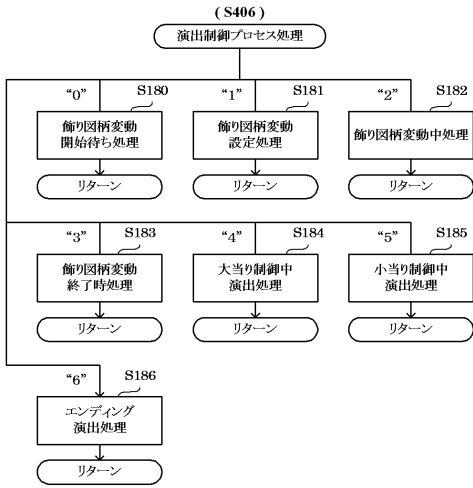 ( S406 )
演出制御プロセス処理
“0”
S180
“1”
S181
“2”
S182
飾り図柄変動
開始待ち処理
飾り図柄変動
設定処理
飾り図柄変動中処理
リターン
リターン
リターン
“3”
S183
“4”
S184
“5”
S185
飾り図柄変動
終了時処理
大当り制御中
演出処理
小当り制御中
演出処理
リターン
リターン
リターン
“6”
S186
エンディング
演出処理
リターン